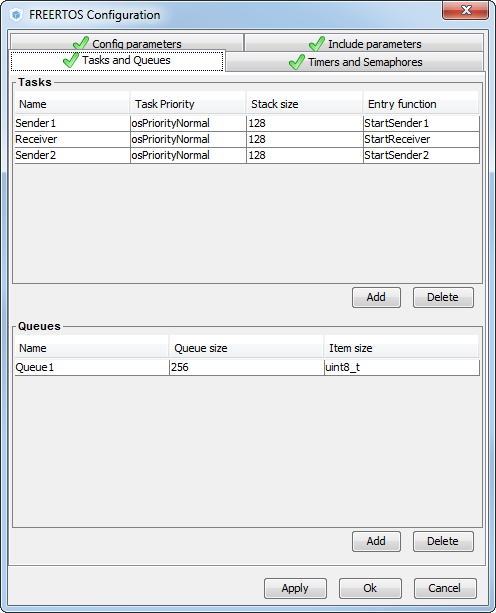 FREERTOS Configuration
Config parameters Include parameters
Tasks and Queues Timers and Semaphores
Tasks
Name Task Priority Stack size Entry function
Sender1 osPriorityNormal 128 StartSender1
Receiver osPriorityNormal 128 StartReceiver
Sender2 osPriorityNormal 128 StartSender2
Add Delete
Queues
Name Queue size Item size
Queue1 256 uint8_t
Add Delete
Apply Ok Cancel